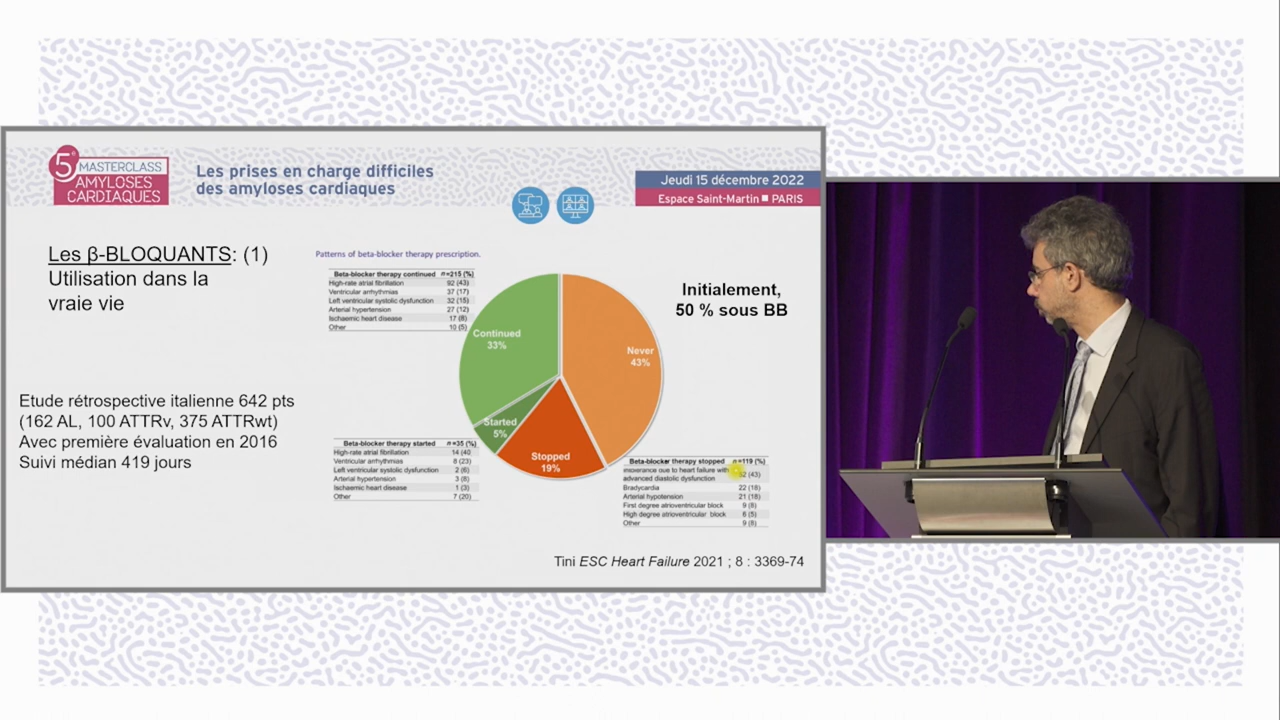 5e MASTERCLASS
AMYLOSES
CARDIAQUES
Les prises en charge difficiles
des amyloses cardiaques
Jeudi 15 décembre 2022
Espace Saint-Martin ■ PARIS
Les β-BLOQUANTS: (1)
Utilisation dans la
vraie vie
Etude rétrospective italienne 642 pts
(162 AL, 100 ATTRv, 375 ATTRwt)
Avec première évaluation en 2016
Suivi médian 419 jours
Patterns of beta-blocker therapy prescription.
Beta-blocker therapy continued n=215 (%)
High-rate atrial fibrillation 92 (43)
Ventricular arrhythmias 37 (17)
Left ventricular systolic dysfunction 32 (15)
Arterial hypertension 27 (12)
Ischaemic heart disease 17 (8)
Other 10 (5)
Continued
33%
Never
43%
Started
5%
Stopped
19%
Initialement,
50 % sous BB
Beta-blocker therapy started n=35 (%)
High-rate atrial fibrillation 14 (40
Ventricular arrhythmias 8 (23)
Left ventricular systolic dysfunction 2 (6)
Arterial hypertension 3 (8)
Ischaemic heart disease 1 (3)
Other 7 (20)
Beta-blocker therapy stopped n=119 (%)
Intolerance due to heart failure with
advanced diastolic dysfunction (43)
Bradycardia 22 (18)
Arterial hypotension 21 (18)
First degree atrioventricular block 9 (8)
High degree atrioventricular block 6 (5)
Other 9 (8)
Tini ESC Heart Failure 2021 ; 8 : 3369-74